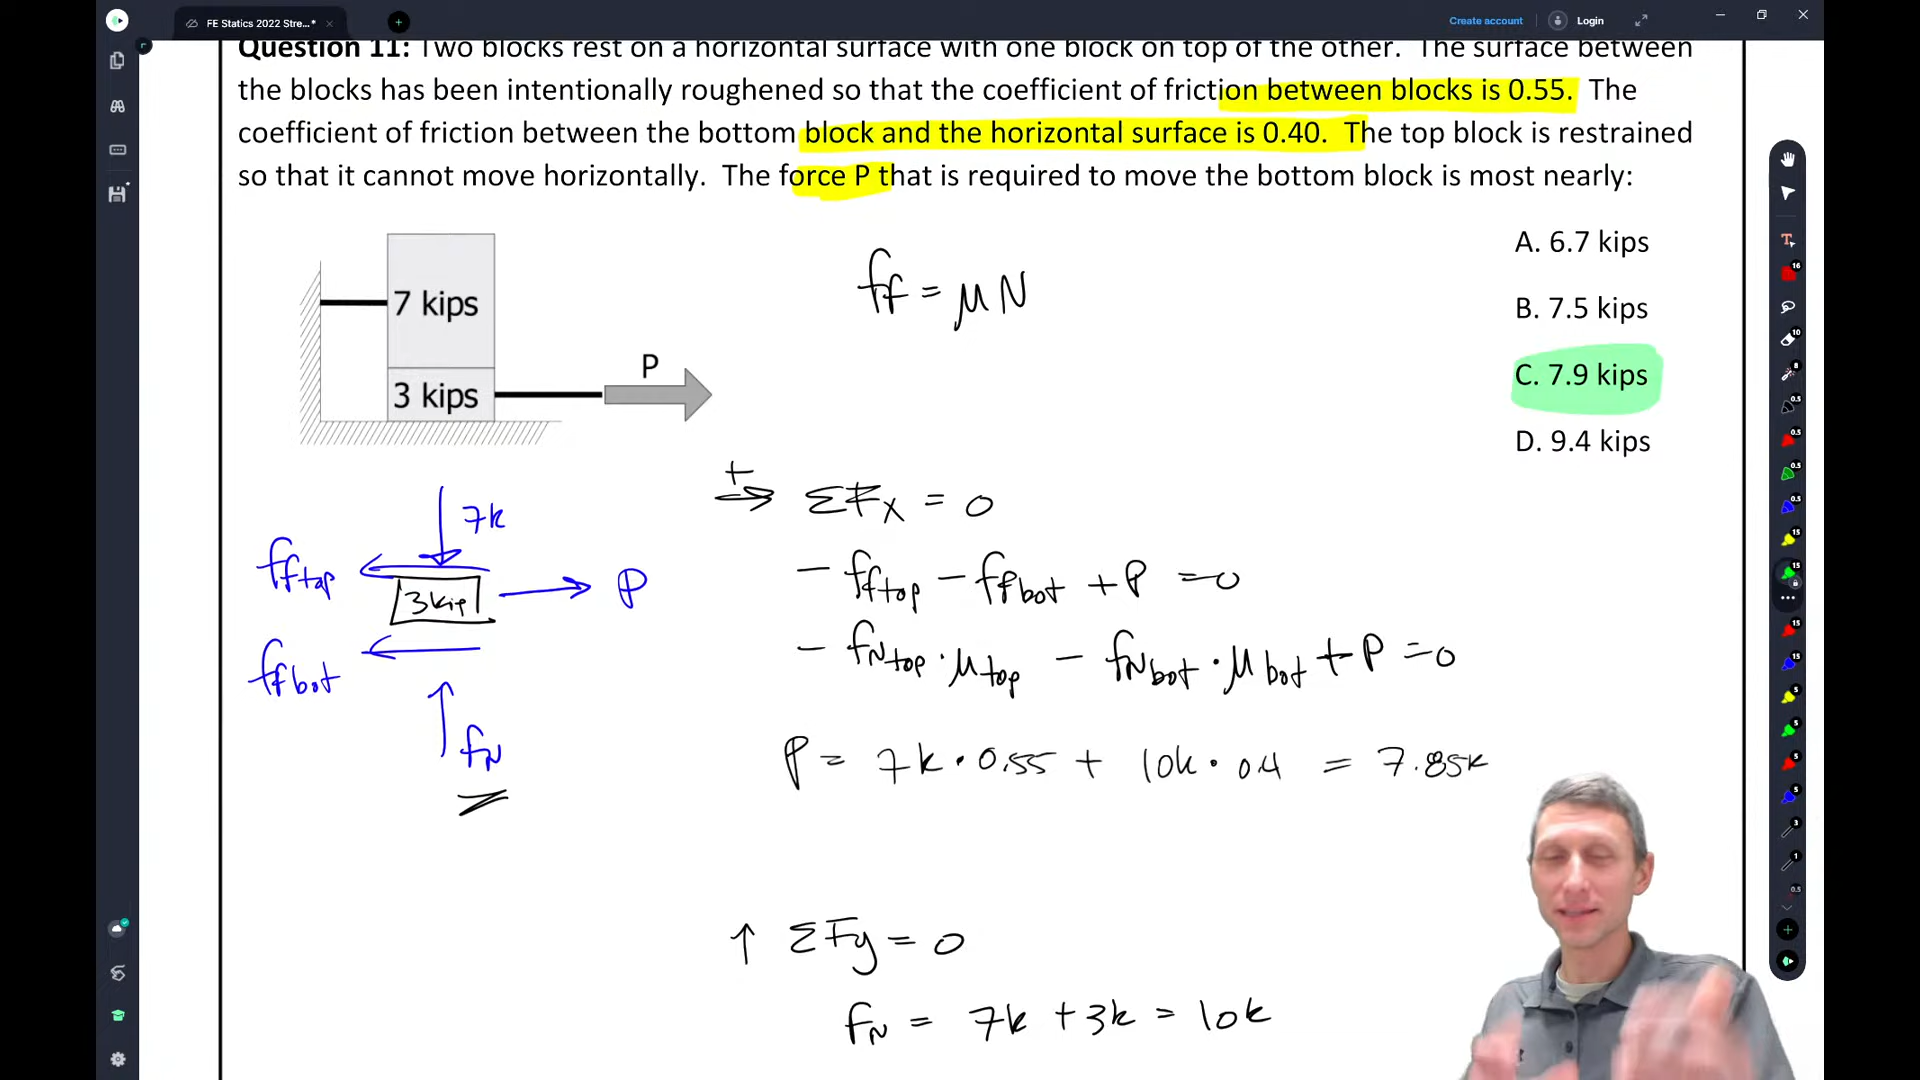 FE Statics 2022 Stre...*
Create account
Login
Question 11: Two blocks rest on a horizontal surface with one block on top of the other. The surface between
the blocks has been intentionally roughened so that the coefficient of friction between blocks is 0.55. The
coefficient of friction between the bottom block and the horizontal surface is 0.40. The top block is restrained
so that it cannot move horizontally. The force P that is required to move the bottom block is most nearly:
A. 6.7 kips
B. 7.5 kips
C. 7.9 kips
D. 9.4 kips
7 kips
3 kips
P
Ff = μN
7k
Fftop
3kip
P
Ffbot
fN
+
ΣFx = 0
- Fftop - Ffbot + P = 0
- fNtop · μtop - fNbot · μbot + P = 0
P = 7k · 0.55 + 10k · 0.4 = 7.85k
↑ ΣFy = 0
fN = 7k + 3k = 10k